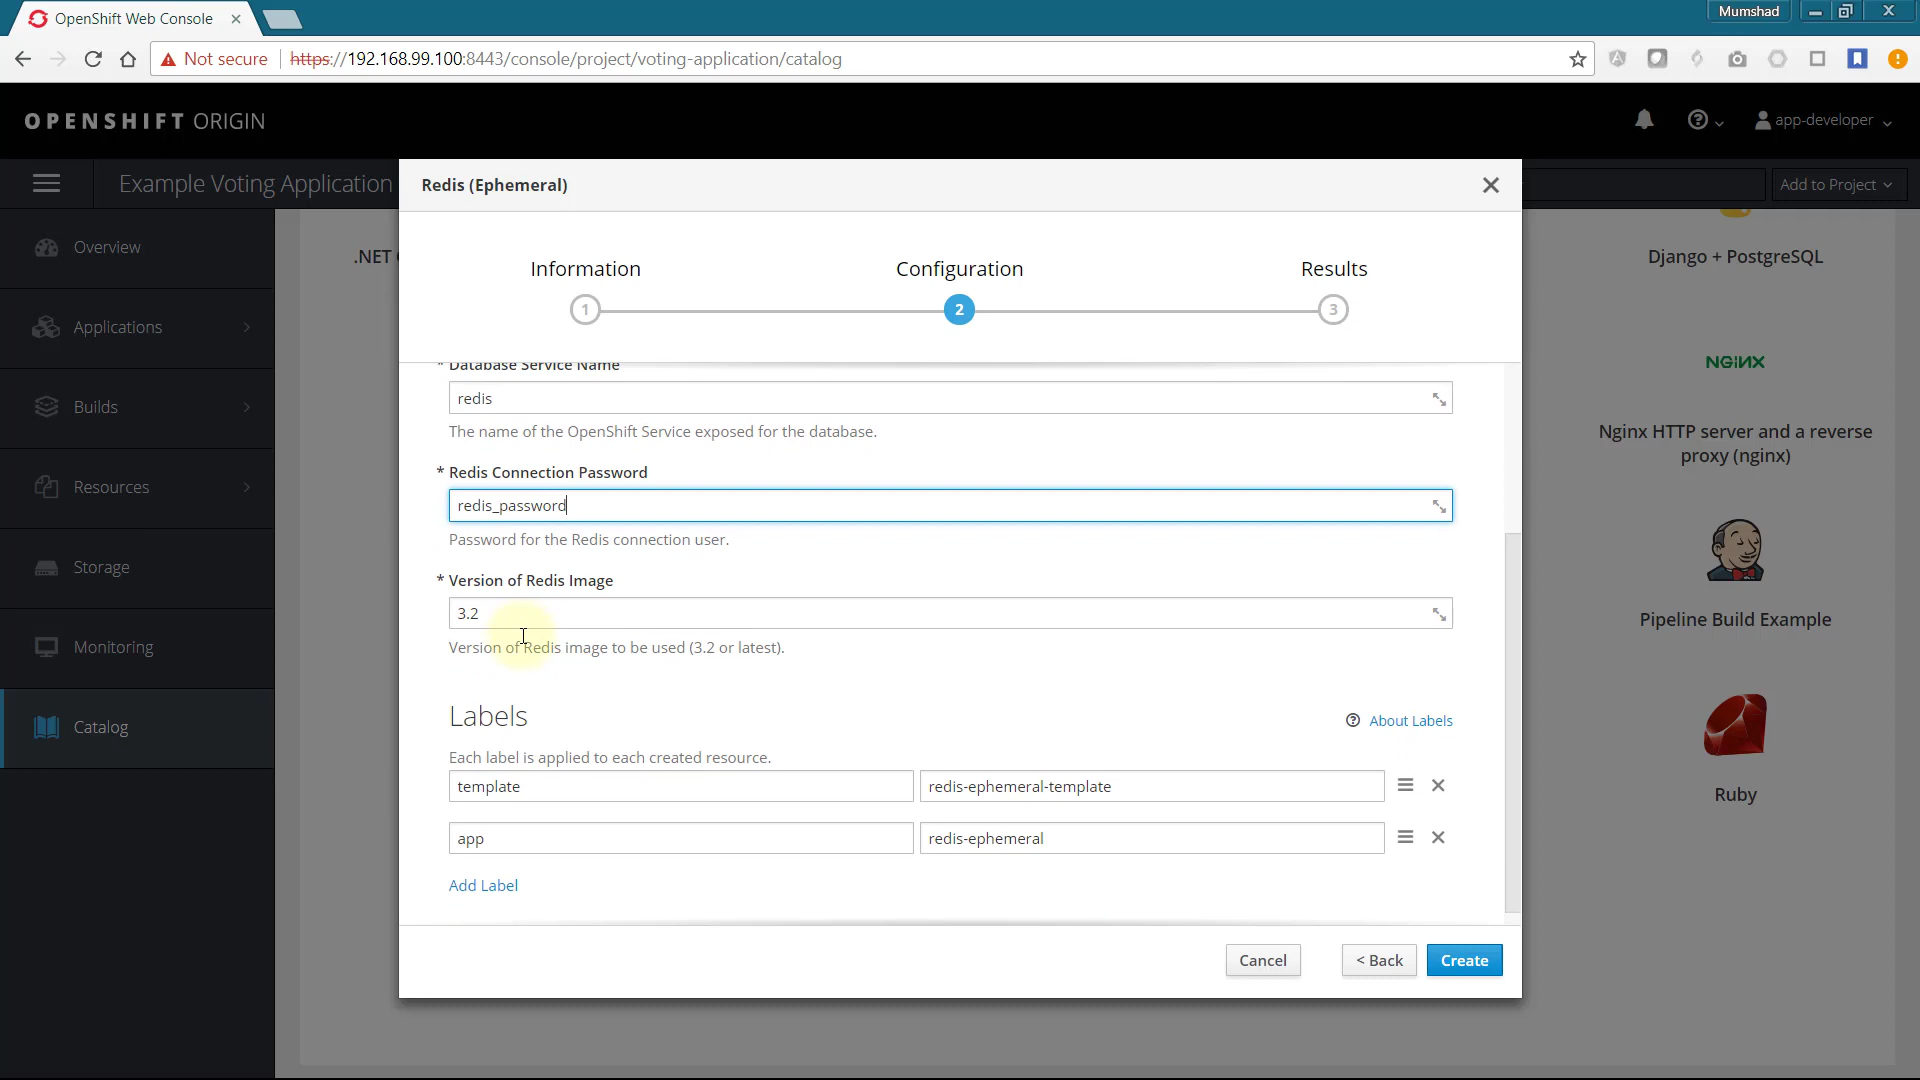 OpenShift Web Console
Mumshad
Not secure
https://192.168.99.100:8443/console/project/voting-application/catalog
OPENSHIFT ORIGIN
app-developer
Example Voting Application
Add to Project
Overview
Applications
Builds
Resources
Storage
Monitoring
Catalog
.NET
Redis (Ephemeral)
Information
Configuration
Results
1
2
3
* Database Service Name
redis
The name of the OpenShift Service exposed for the database.
* Redis Connection Password
redis_password
Password for the Redis connection user.
* Version of Redis Image
3.2
Version of Redis image to be used (3.2 or latest).
Labels
About Labels
Each label is applied to each created resource.
template
redis-ephemeral-template
app
redis-ephemeral
Add Label
Cancel
< Back
Create
Django + PostgreSQL
NGINX
Nginx HTTP server and a reverse
proxy (nginx)
Pipeline Build Example
Ruby